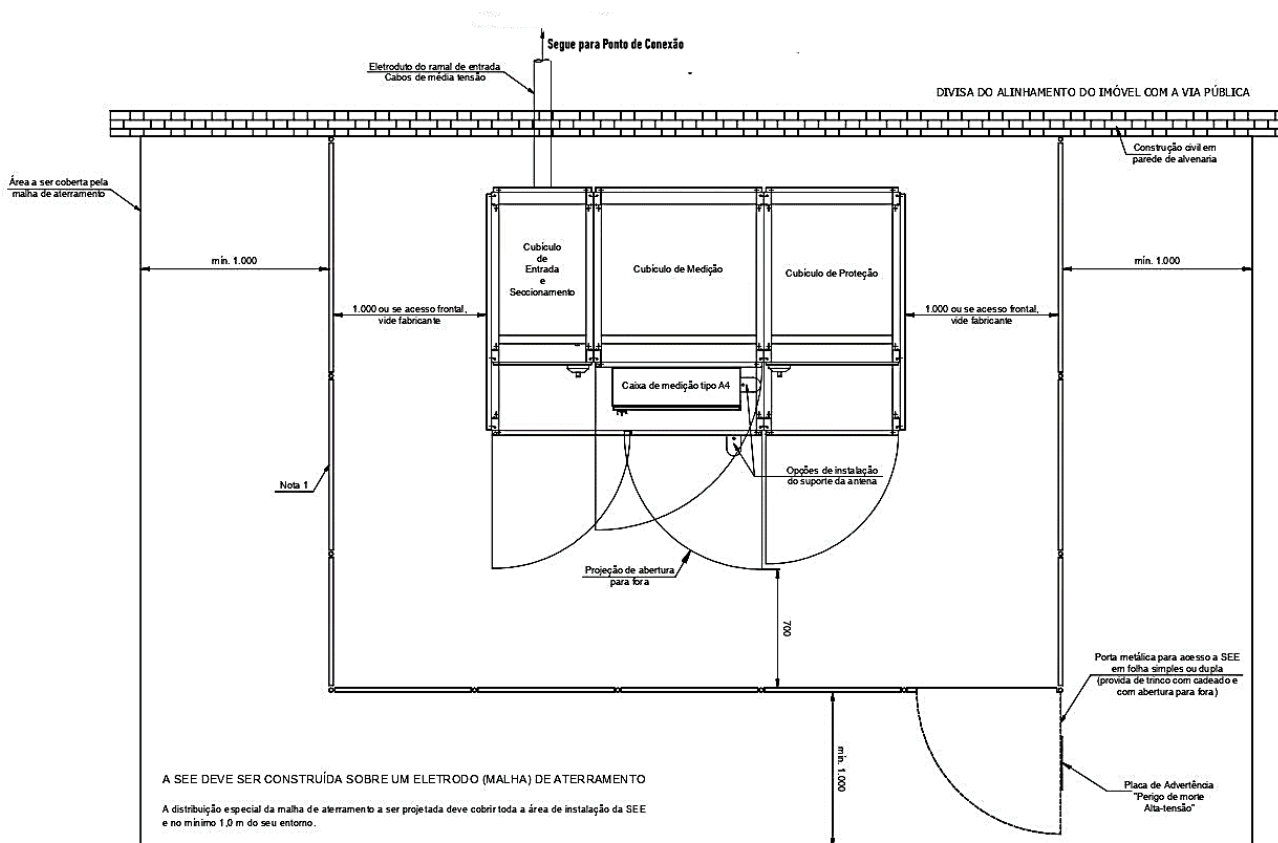 Segue para Ponto de Conexão
Eletroduto do ramal de entrada
Cabos de média tensão
DIVISA DO ALINHAMENTO DO IMÓVEL COM A VIA PÚBLICA
Construção civil em
parede de alvenaria
Área a ser coberta pela
malha de aterramento
mín. 1.000
mín. 1.000
Cubículo
de
Entrada
e
Seccionamento
Cubículo de Medição
Cubículo de Proteção
1.000 ou se acesso frontal,
vide fabricante
1.000 ou se acesso frontal,
vide fabricante
Caixa de medição tipo A4
Opções de instalação
do suporte da antena
Nota 1
Projeção de abertura
para fora
700
Porta metálica para acesso a SEE
em folha simples ou dupla
(provida de trinco com cadeado e
com abertura para fora)
mín. 1.000
A SEE DEVE SER CONSTRUÍDA SOBRE UM ELETRODO (MALHA) DE ATERRAMENTO
A distribuição especial da malha de aterramento a ser projetada deve cobrir toda a área de instalação da SEE
e no mínimo 1,0 m do seu entorno.
Placa de Advertência
"Perigo de morte
Alta-tensão"